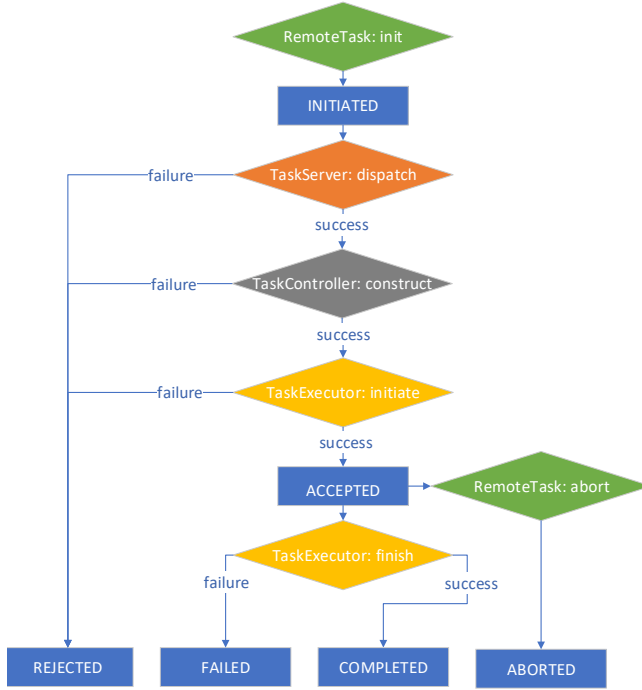 RemoteTask: init
INITIATED
TaskServer: dispatch
failure
success
TaskController: construct
failure
success
TaskExecutor: initiate
failure
success
ACCEPTED
RemoteTask: abort
TaskExecutor: finish
failure
success
REJECTED
FAILED
COMPLETED
ABORTED